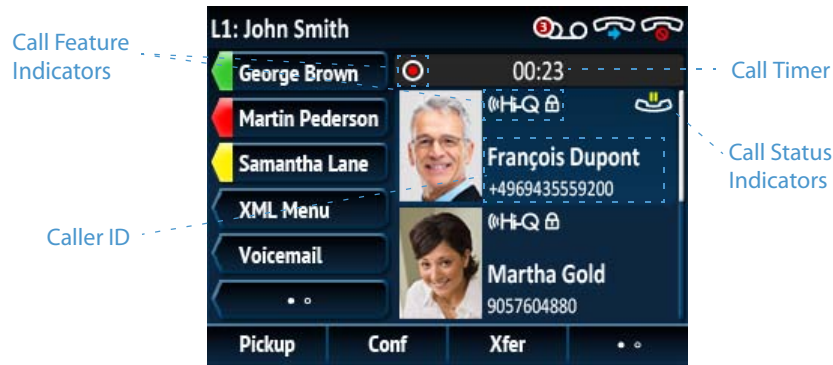 L1: John Smith
3
Call Feature
Indicators
George Brown
00:23
Call Timer
Hi-Q
Martin Pederson
François Dupont
+4969435559200
Call Status
Indicators
Samantha Lane
XML Menu
Hi-Q
Caller ID
Voicemail
Martha Gold
9057604880
Pickup Conf Xfer